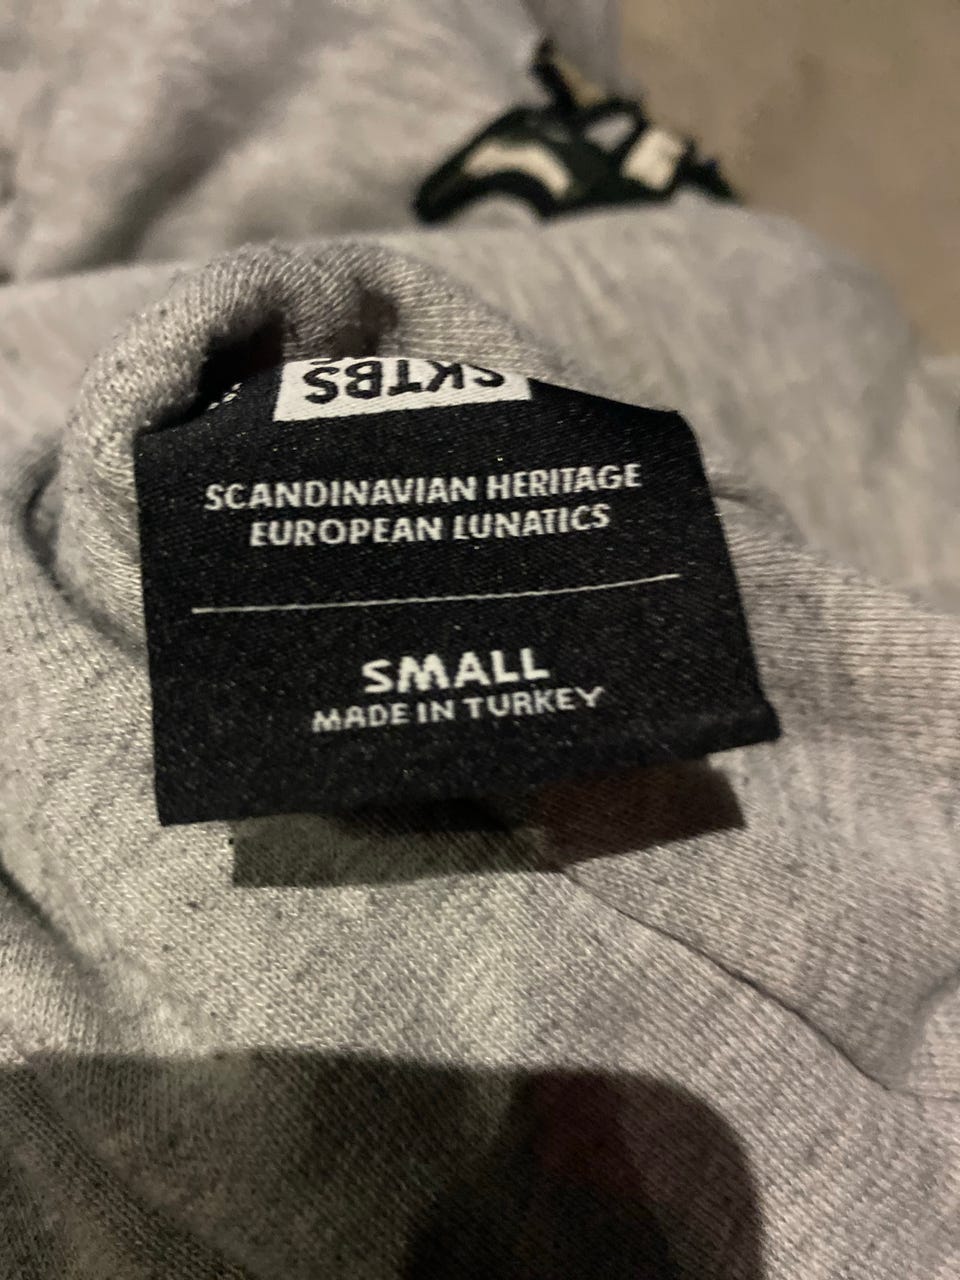 SKTBS
SCANDINAVIAN HERITAGE
EUROPEAN LUNATICS
SMALL
MADE IN TURKEY